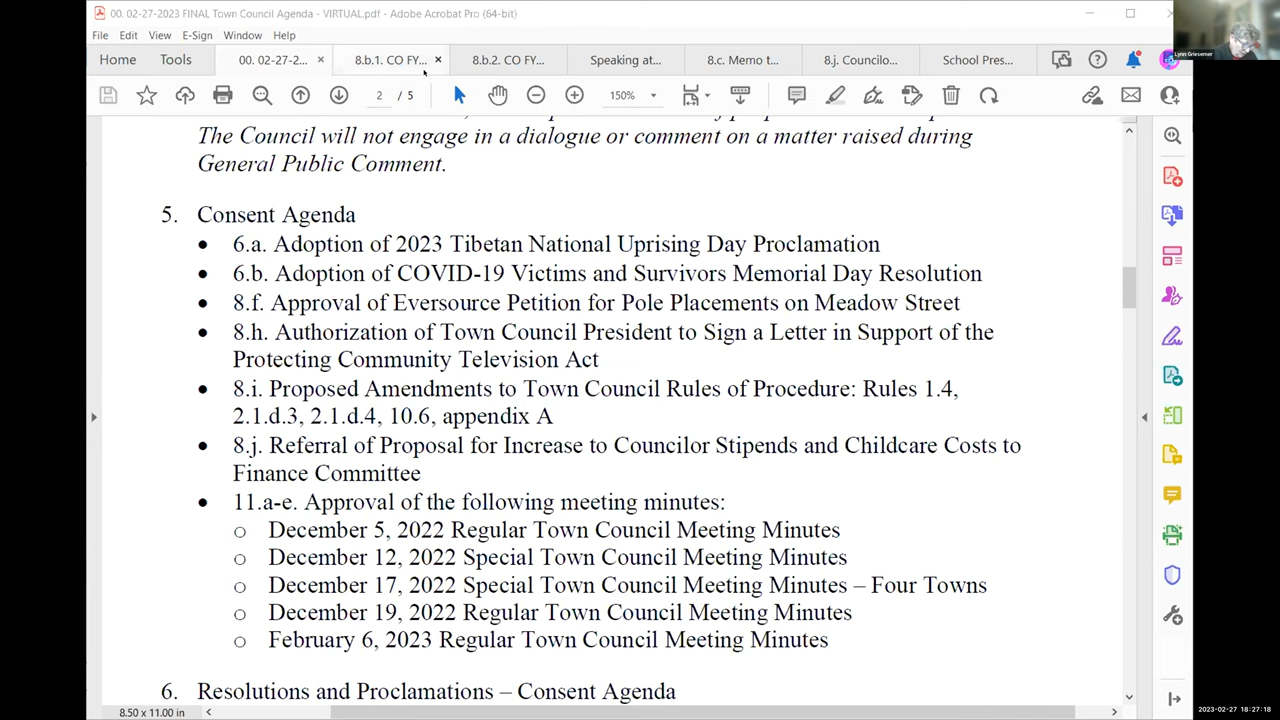 00. 02-27-2023 FINAL Town Council Agenda - VIRTUAL.pdf - Adobe Acrobat Pro (64-bit)
File Edit View E-Sign Window Help
Home Tools 00. 02-27-2... 8.b.1. CO FY... CO FY... Speaking at... 8.c. Memo t... 8.j. Councilo... School Pres...
2 / 5 150%
The Council will not engage in a dialogue or comment on a matter raised during
General Public Comment.
5. Consent Agenda
• 6.a. Adoption of 2023 Tibetan National Uprising Day Proclamation
• 6.b. Adoption of COVID-19 Victims and Survivors Memorial Day Resolution
• 8.f. Approval of Eversource Petition for Pole Placements on Meadow Street
• 8.h. Authorization of Town Council President to Sign a Letter in Support of the
Protecting Community Television Act
• 8.i. Proposed Amendments to Town Council Rules of Procedure: Rules 1.4,
2.1.d.3, 2.1.d.4, 10.6, appendix A
• 8.j. Referral of Proposal for Increase to Councilor Stipends and Childcare Costs to
Finance Committee
• 11.a-e. Approval of the following meeting minutes:
o December 5, 2022 Regular Town Council Meeting Minutes
o December 12, 2022 Special Town Council Meeting Minutes
o December 17, 2022 Special Town Council Meeting Minutes – Four Towns
o December 19, 2022 Regular Town Council Meeting Minutes
o February 6, 2023 Regular Town Council Meeting Minutes
6. Resolutions and Proclamations – Consent Agenda
8.50 x 11.00 in
Lynn Griesemer
2023-02-27 18:27:18